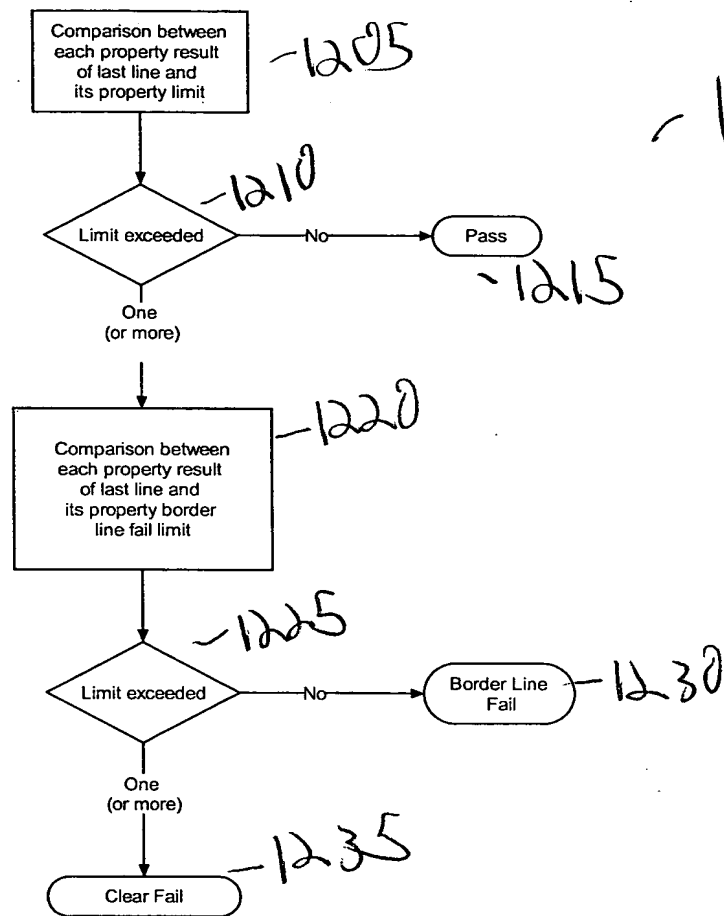 Comparison between
each property result
of last line and
its property limit
-1205
-1210
Limit exceeded
No
Pass
-1215
One
(or more)
Comparison between
each property result
of last line and
its property border
line fail limit
-1220
-1225
Limit exceeded
No
Border Line
Fail
-1230
One
(or more)
Clear Fail
-1235